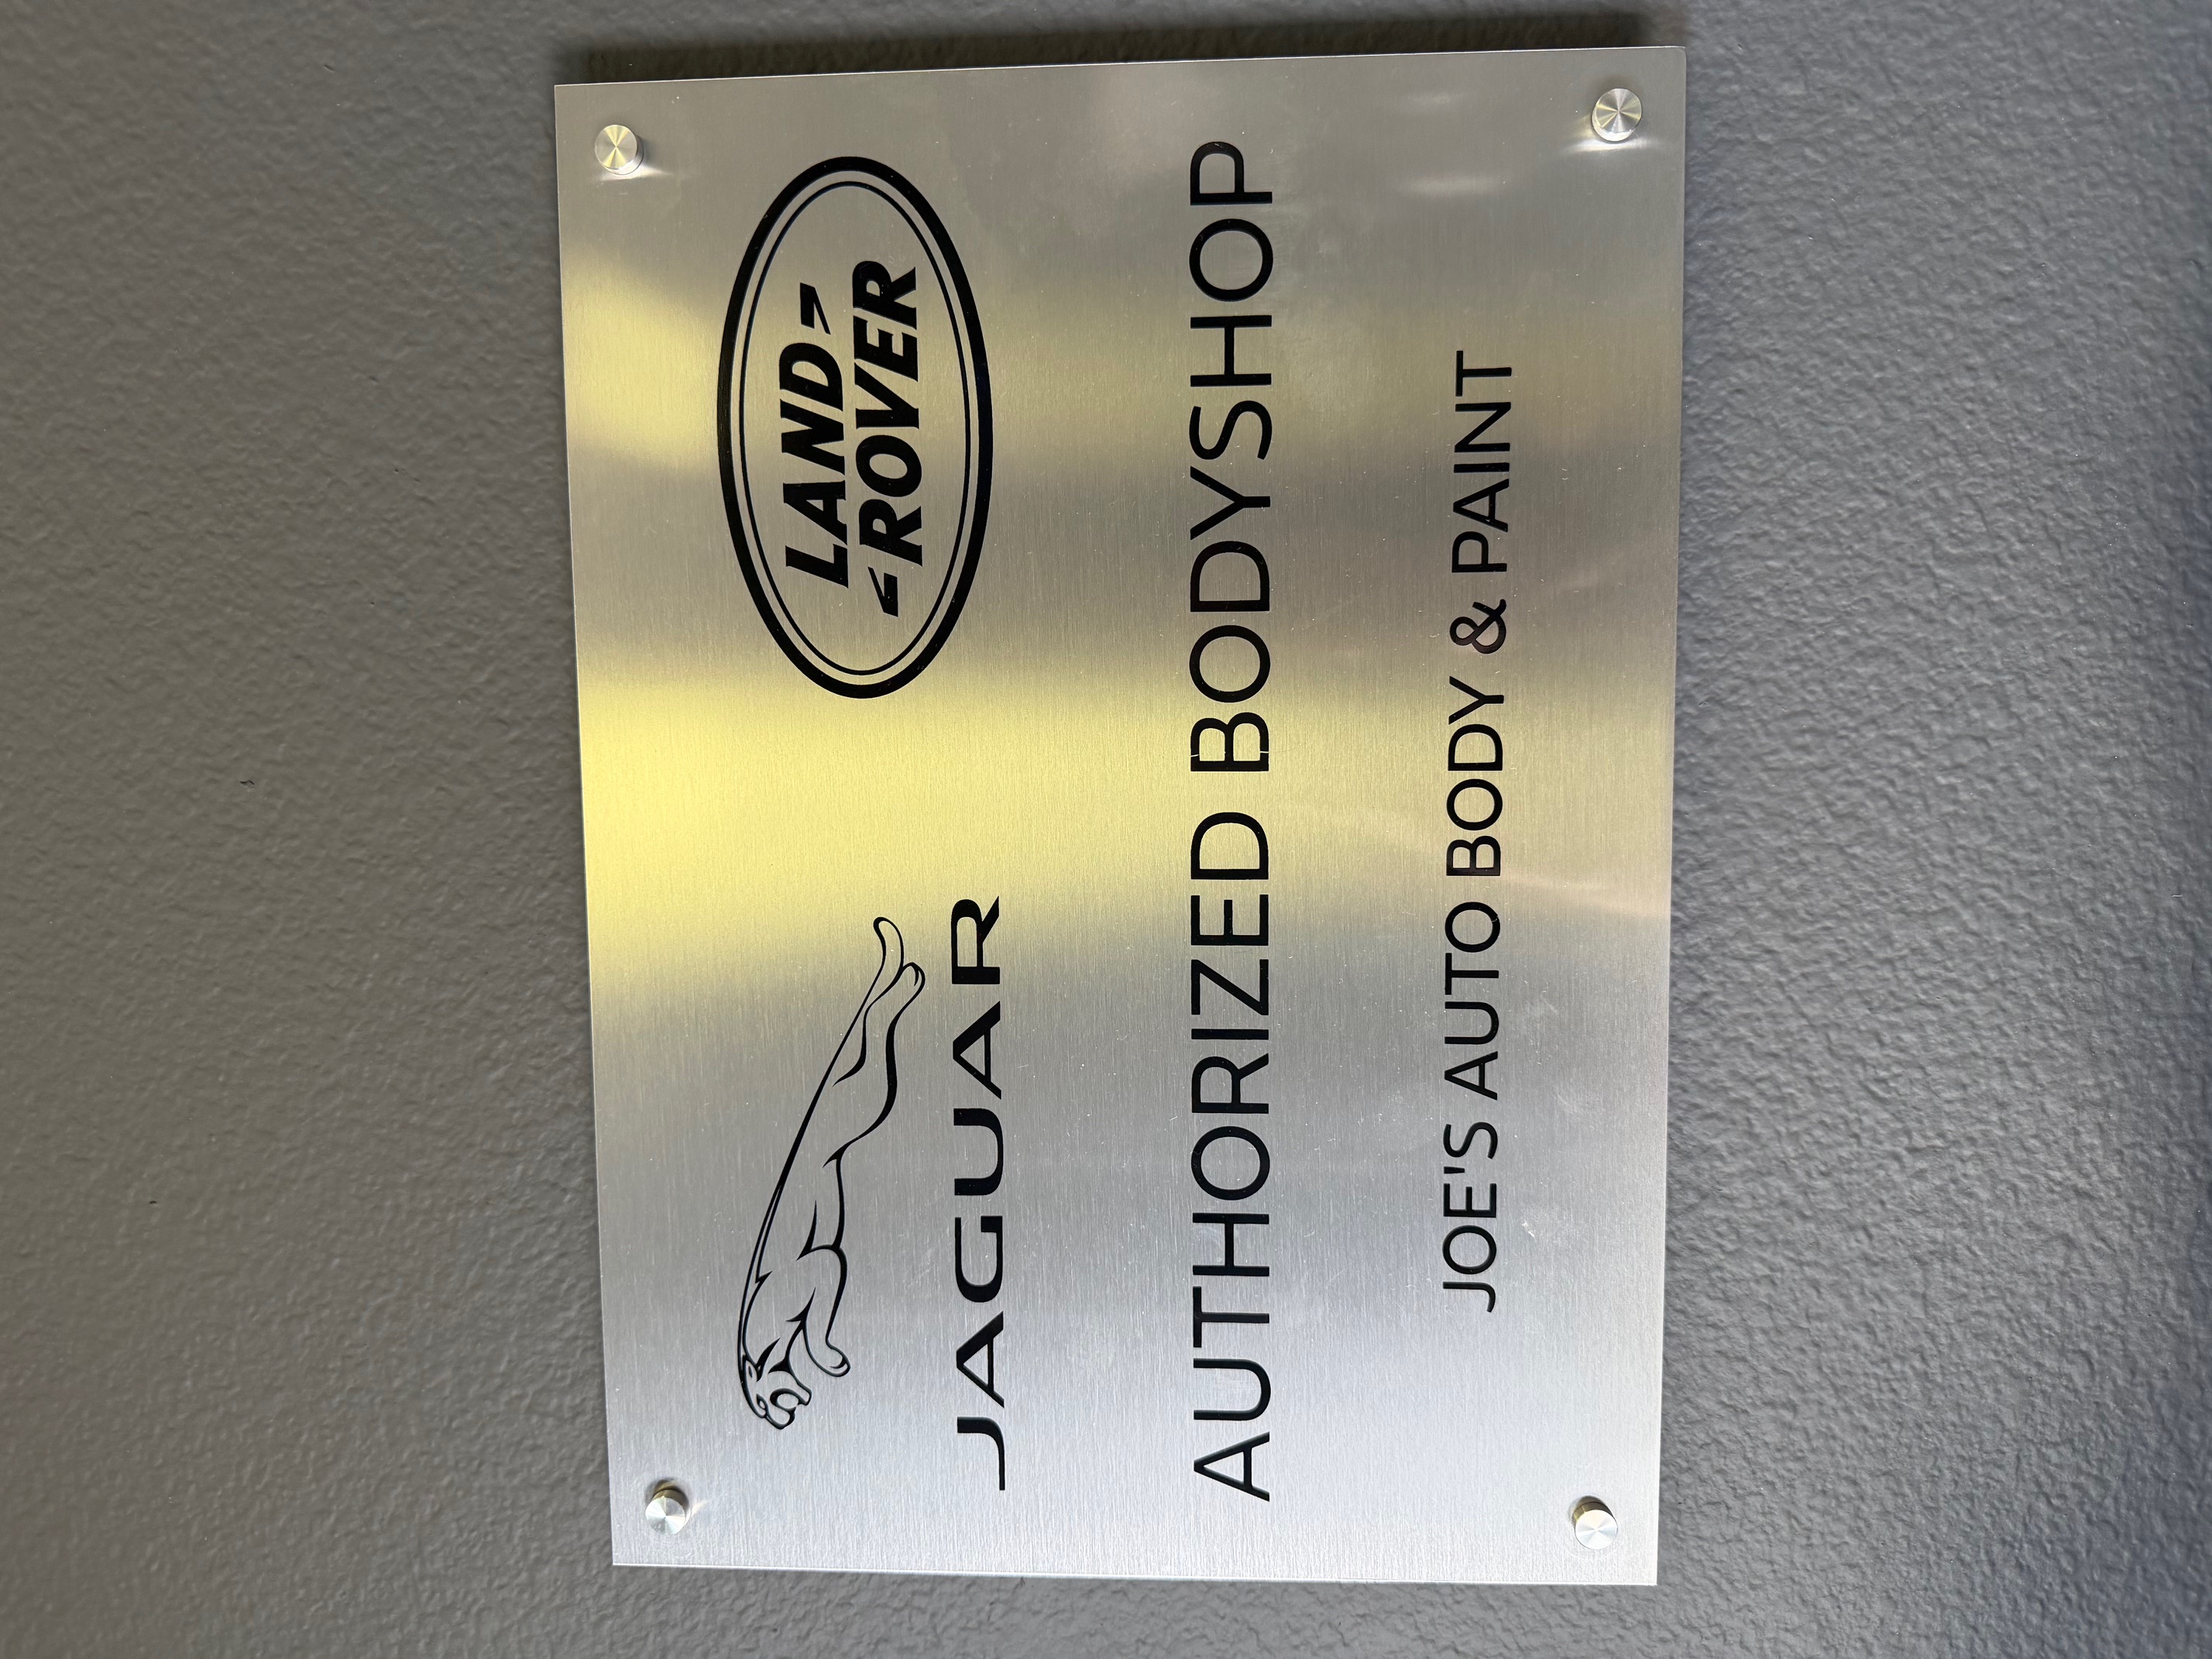 JAGUAR
LAND
ROVER
AUTHORIZED BODYSHOP
JOE'S AUTO BODY & PAINT